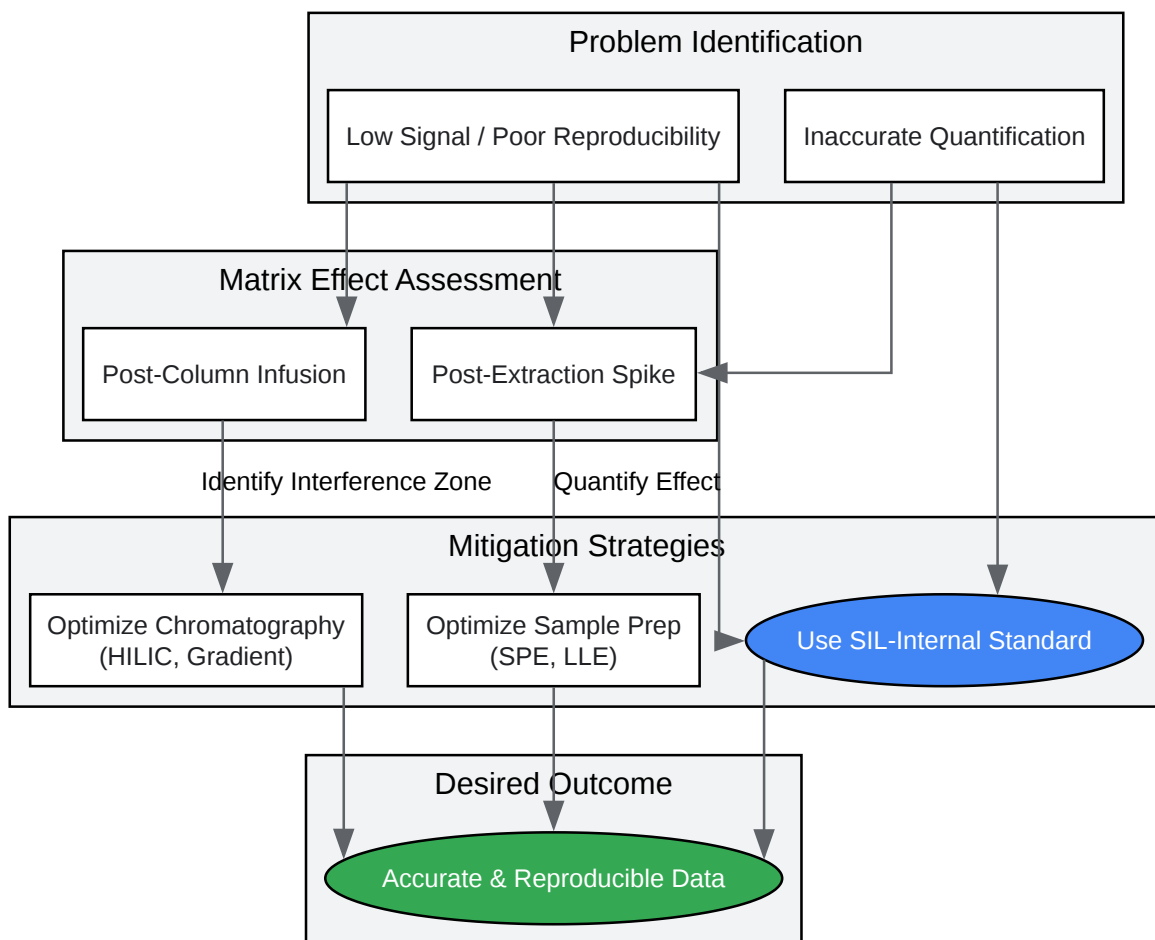 Problem Identification
Low Signal / Poor Reproducibility
Inaccurate Quantification
Matrix Effect Assessment
Post-Column Infusion
Post-Extraction Spike
Identify Interference Zone
Quantify Effect
Mitigation Strategies
Optimize Chromatography
(HILIC, Gradient)
Optimize Sample Prep
(SPE, LLE)
Use SIL-Internal Standard
Desired Outcome
Accurate & Reproducible Data